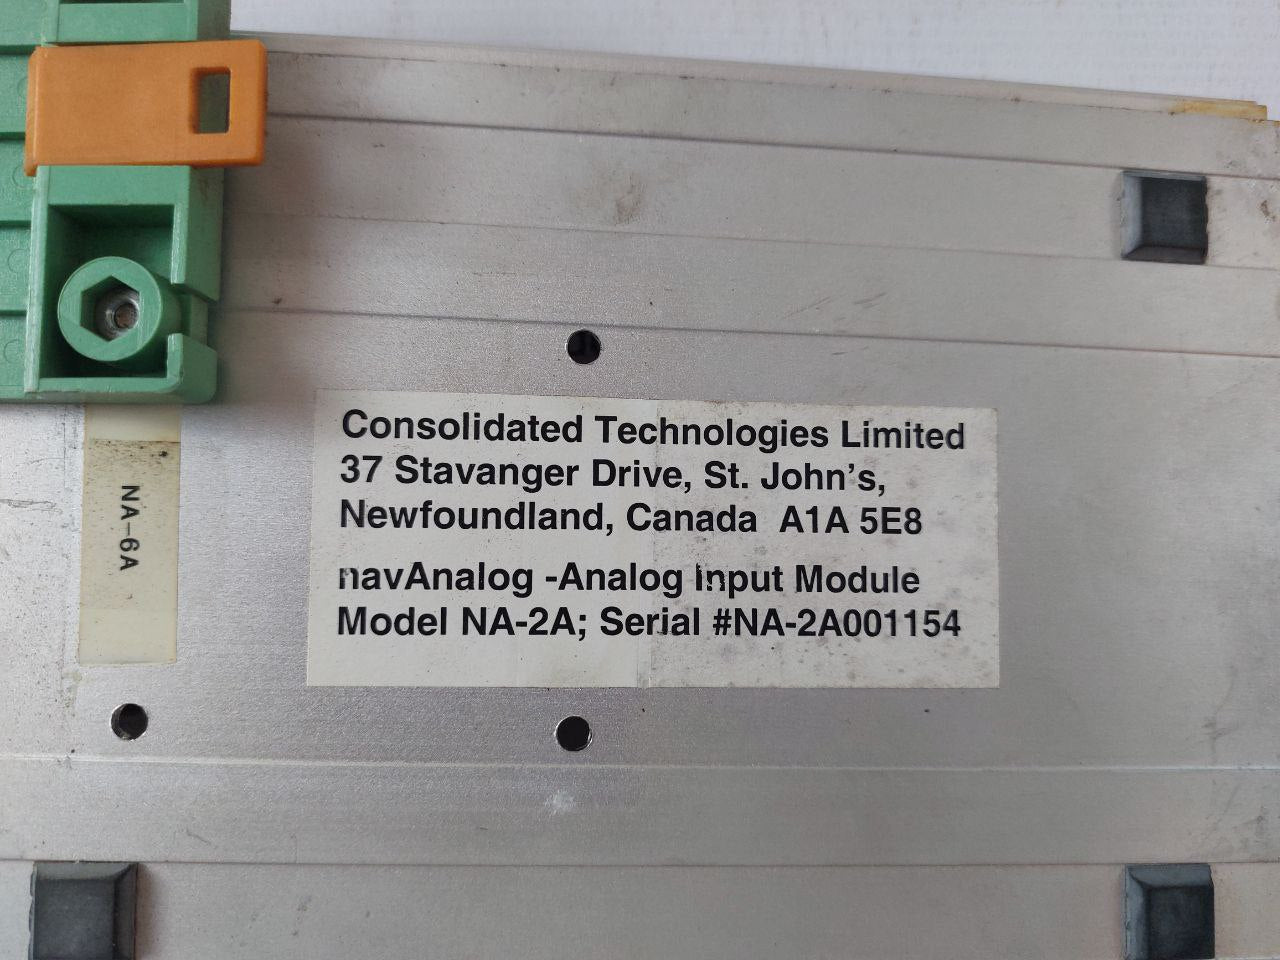 Consolidated Technologies Limited
37 Stavanger Drive, St. John's,
Newfoundland, Canada A1A 5E8
navAnalog -Analog Input Module
Model NA-2A; Serial #NA-2A001154
NA-6A